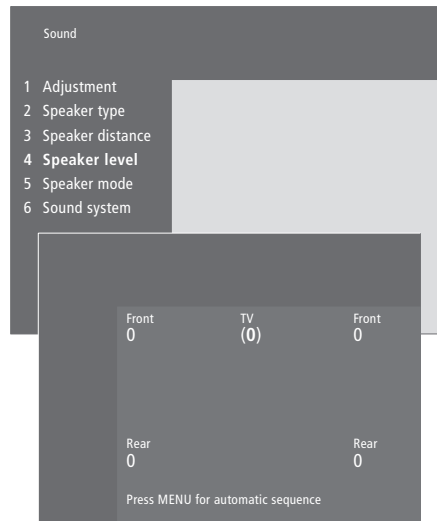 Sound
1 Adjustment
2 Speaker type
3 Speaker distance
4 Speaker level
5 Speaker mode
6 Sound system
Front TV Front
0 (0) 0
Rear Rear
0 0
Press MENU for automatic sequence